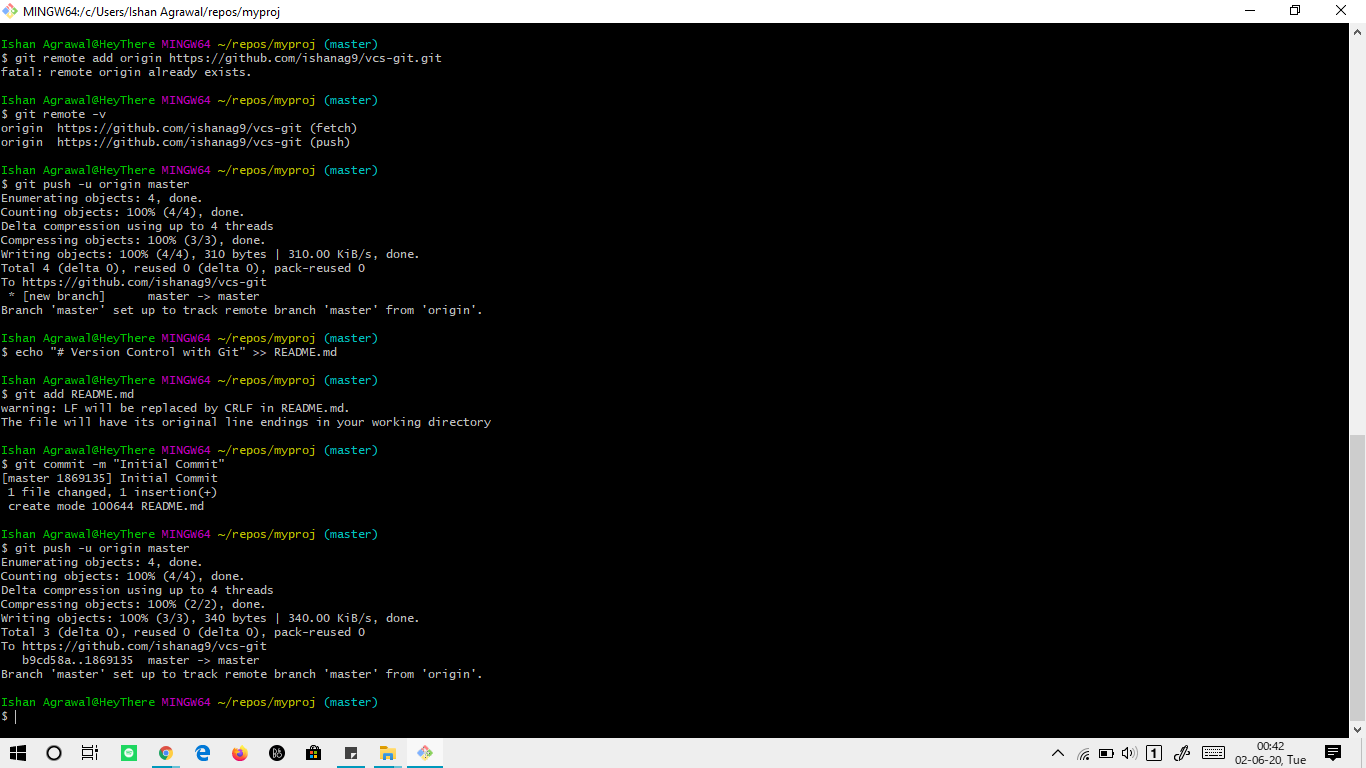 MINGW64:/c/Users/Ishan Agrawal/repos/myproj
Ishan Agrawal@HeyThere MINGW64 ~/repos/myproj (master)
$ git remote add origin https://github.com/ishanag9/vcs-git.git
fatal: remote origin already exists.
Ishan Agrawal@HeyThere MINGW64 ~/repos/myproj (master)
$ git remote -v
origin  https://github.com/ishanag9/vcs-git (fetch)
origin  https://github.com/ishanag9/vcs-git (push)
Ishan Agrawal@HeyThere MINGW64 ~/repos/myproj (master)
$ git push -u origin master
Enumerating objects: 4, done.
Counting objects: 100% (4/4), done.
Delta compression using up to 4 threads
Compressing objects: 100% (3/3), done.
Writing objects: 100% (4/4), 310 bytes | 310.00 KiB/s, done.
Total 4 (delta 0), reused 0 (delta 0), pack-reused 0
To https://github.com/ishanag9/vcs-git
 * [new branch]      master -> master
Branch 'master' set up to track remote branch 'master' from 'origin'.
Ishan Agrawal@HeyThere MINGW64 ~/repos/myproj (master)
$ echo "# Version Control with Git" >> README.md
Ishan Agrawal@HeyThere MINGW64 ~/repos/myproj (master)
$ git add README.md
warning: LF will be replaced by CRLF in README.md.
The file will have its original line endings in your working directory
Ishan Agrawal@HeyThere MINGW64 ~/repos/myproj (master)
$ git commit -m "Initial Commit"
[master 1869135] Initial Commit
 1 file changed, 1 insertion(+)
 create mode 100644 README.md
Ishan Agrawal@HeyThere MINGW64 ~/repos/myproj (master)
$ git push -u origin master
Enumerating objects: 4, done.
Counting objects: 100% (4/4), done.
Delta compression using up to 4 threads
Compressing objects: 100% (2/2), done.
Writing objects: 100% (3/3), 340 bytes | 340.00 KiB/s, done.
Total 3 (delta 0), reused 0 (delta 0), pack-reused 0
To https://github.com/ishanag9/vcs-git
   b9cd58a..1869135  master -> master
Branch 'master' set up to track remote branch 'master' from 'origin'.
Ishan Agrawal@HeyThere MINGW64 ~/repos/myproj (master)
$
1
00:42
02-06-20, Tue